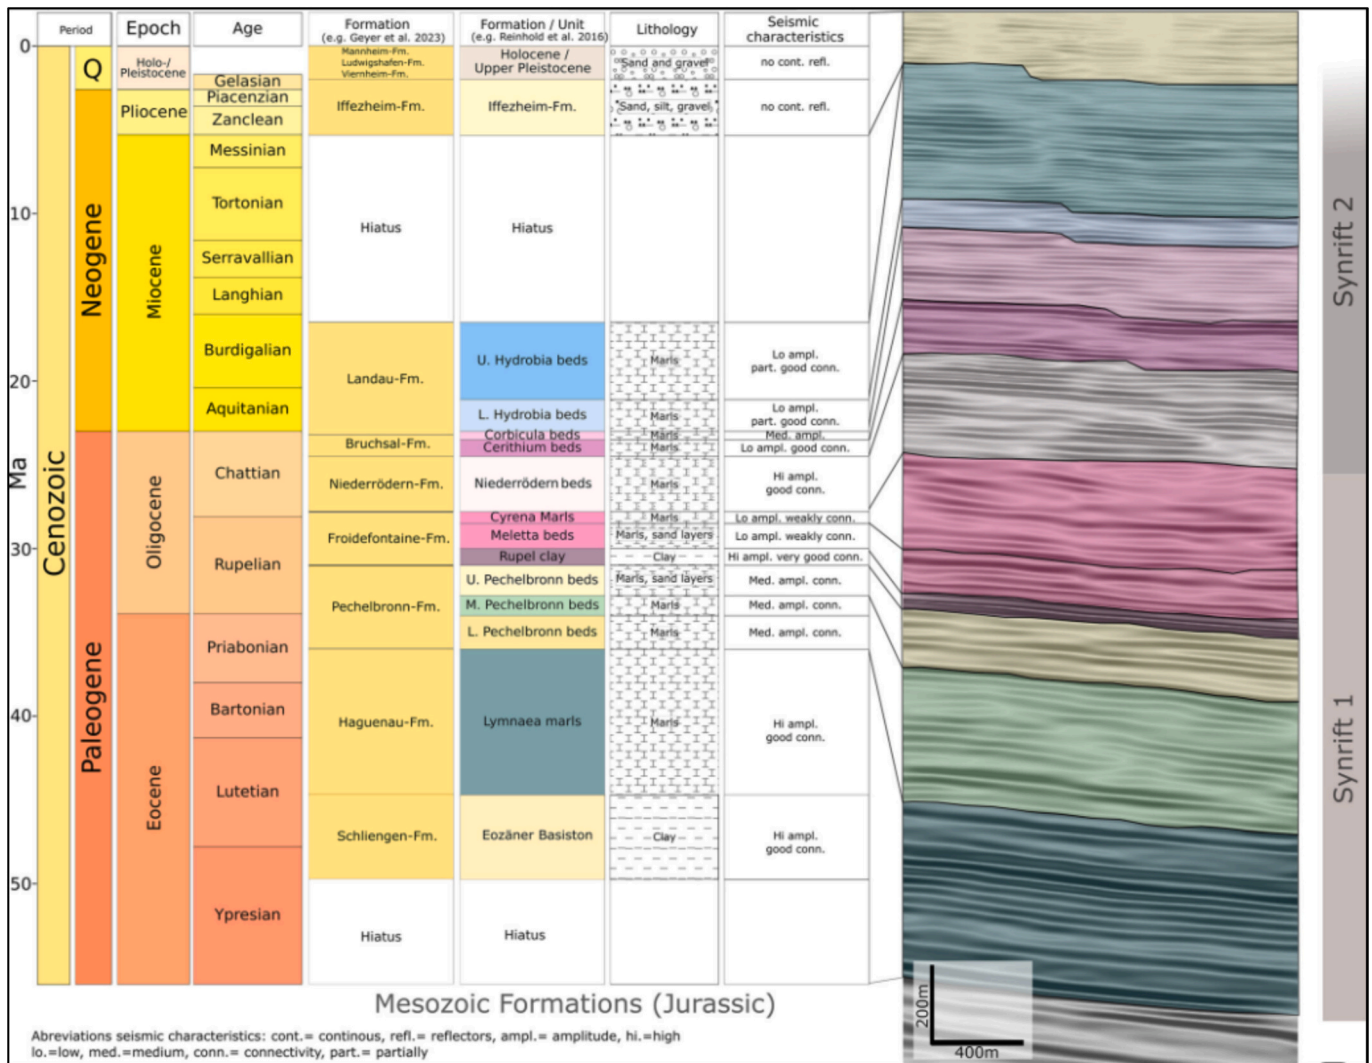 Period
Epoch
Age
Formation
(e.g. Geyer et al. 2023)
Formation / Unit
(e.g. Reinhold et al. 2016)
Lithology
Seismic
characteristics
0
10
20
30
40
50
Ma
Cenozoic
Q
Neogene
Paleogene
Holo-/
Pleistocene
Pliocene
Miocene
Oligocene
Eocene
Gelasian
Piacenzian
Zanclean
Messinian
Tortonian
Serravallian
Langhian
Burdigalian
Aquitanian
Chattian
Rupelian
Priabonian
Bartonian
Lutetian
Ypresian
Mannheim-Fm.
Ludwigshafen-Fm.
Viernheim-Fm.
Iffezheim-Fm.
Hiatus
Landau-Fm.
Bruchsal-Fm.
Niederrödern-Fm.
Froidefontaine-Fm.
Pechelbronn-Fm.
Haguenau-Fm.
Schliengen-Fm.
Hiatus
Holocene /
Upper Pleistocene
Iffezheim-Fm.
Hiatus
U. Hydrobia beds
L. Hydrobia beds
Corbicula beds
Cerithium beds
Niederrödern beds
Cyrena Marls
Meletta beds
Rupel clay
U. Pechelbronn beds
M. Pechelbronn beds
L. Pechelbronn beds
Lymnaea marls
Eozäner Basiston
Hiatus
Sand and gravel
Sand, silt, gravel
Marls
Marls
Marls
Marls
Marls
Marls
Marls, sand layers
Clay
Marls, sand layers
Marls
Marls
Marls
Clay
no cont. refl.
no cont. refl.
Lo ampl.
part. good conn.
Lo ampl.
part. good conn.
Med. ampl.
Lo ampl. good conn.
Hi ampl.
good conn.
Lo ampl. weakly conn.
Lo ampl. weakly conn.
Hi ampl. very good conn.
Med. ampl. conn.
Med. ampl. conn.
Med. ampl. conn.
Hi ampl.
good conn.
Hi ampl.
good conn.
Synrift 2
Synrift 1
200m
400m
Mesozoic Formations (Jurassic)
Abreviations seismic characteristics: cont.= continous, refl.= reflectors, ampl.= amplitude, hi.=high
lo.=low, med.=medium, conn.= connectivity, part.= partially